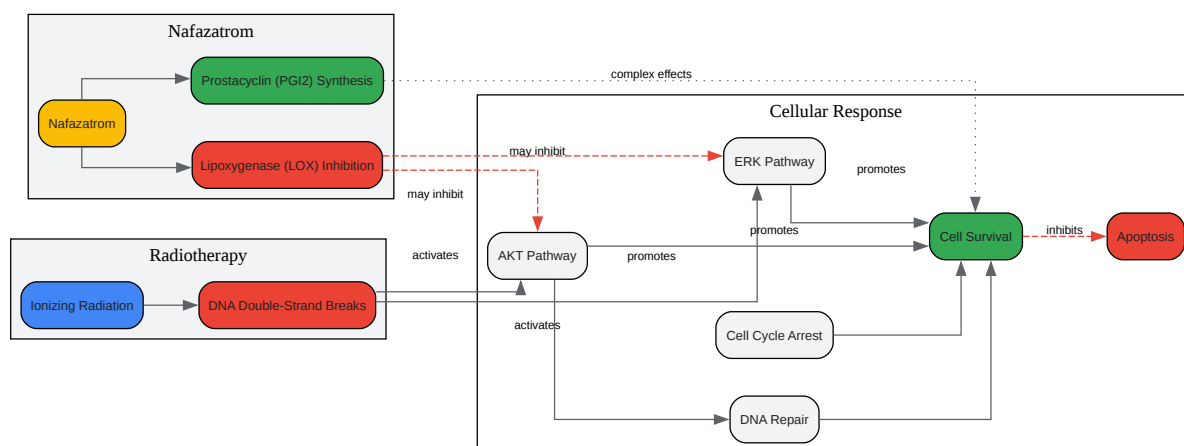 Nafazatrom
Prostacyclin (PGI2) Synthesis
complex effects
Nafazatrom
Lipoxygenase (LOX) Inhibition
may inhibit
may inhibit
Cellular Response
ERK Pathway
promotes
Radiotherapy
Ionizing Radiation
DNA Double-Strand Breaks
activates
activates
AKT Pathway
promotes
promotes
Cell Survival
inhibits
Apoptosis
Cell Cycle Arrest
DNA Repair